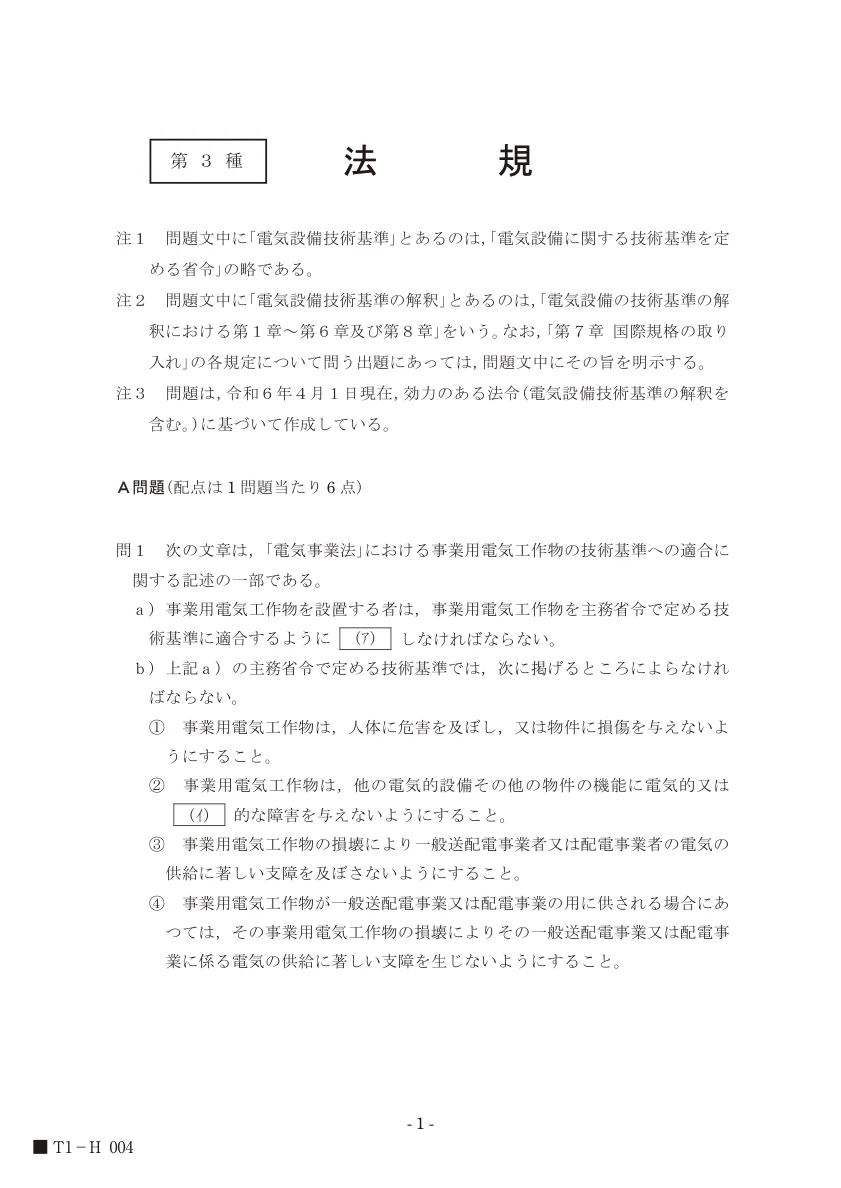 第 3 種
法 規
注1 問題文中に「電気設備技術基準」とあるのは,「電気設備に関する技術基準を定
める省令」の略である。
注2 問題文中に「電気設備技術基準の解釈」とあるのは,「電気設備の技術基準の解
釈における第1章～第6章及び第8章」をいう。なお,「第7章 国際規格の取り
入れ」の各規定について問う出題にあっては,問題文中にその旨を明示する。
注3 問題は,令和6年4月1日現在,効力のある法令(電気設備技術基準の解釈を
含む。)に基づいて作成している。
A問題(配点は1問題当たり6点)
問1 次の文章は,「電気事業法」における事業用電気工作物の技術基準への適合に
関する記述の一部である。
a)事業用電気工作物を設置する者は,事業用電気工作物を主務省令で定める技
術基準に適合するように (ｱ) しなければならない。
b)上記a)の主務省令で定める技術基準では,次に掲げるところによらなけれ
ばならない。
① 事業用電気工作物は,人体に危害を及ぼし,又は物件に損傷を与えないよ
うにすること。
② 事業用電気工作物は,他の電気的設備その他の物件の機能に電気的又は
(ｲ) 的な障害を与えないようにすること。
③ 事業用電気工作物の損壊により一般送配電事業者又は配電事業者の電気の
供給に著しい支障を及ぼさないようにすること。
④ 事業用電気工作物が一般送配電事業又は配電事業の用に供される場合にあ
つては,その事業用電気工作物の損壊によりその一般送配電事業又は配電事
業に係る電気の供給に著しい支障を生じないようにすること。
- 1 -
■ T1－H 004